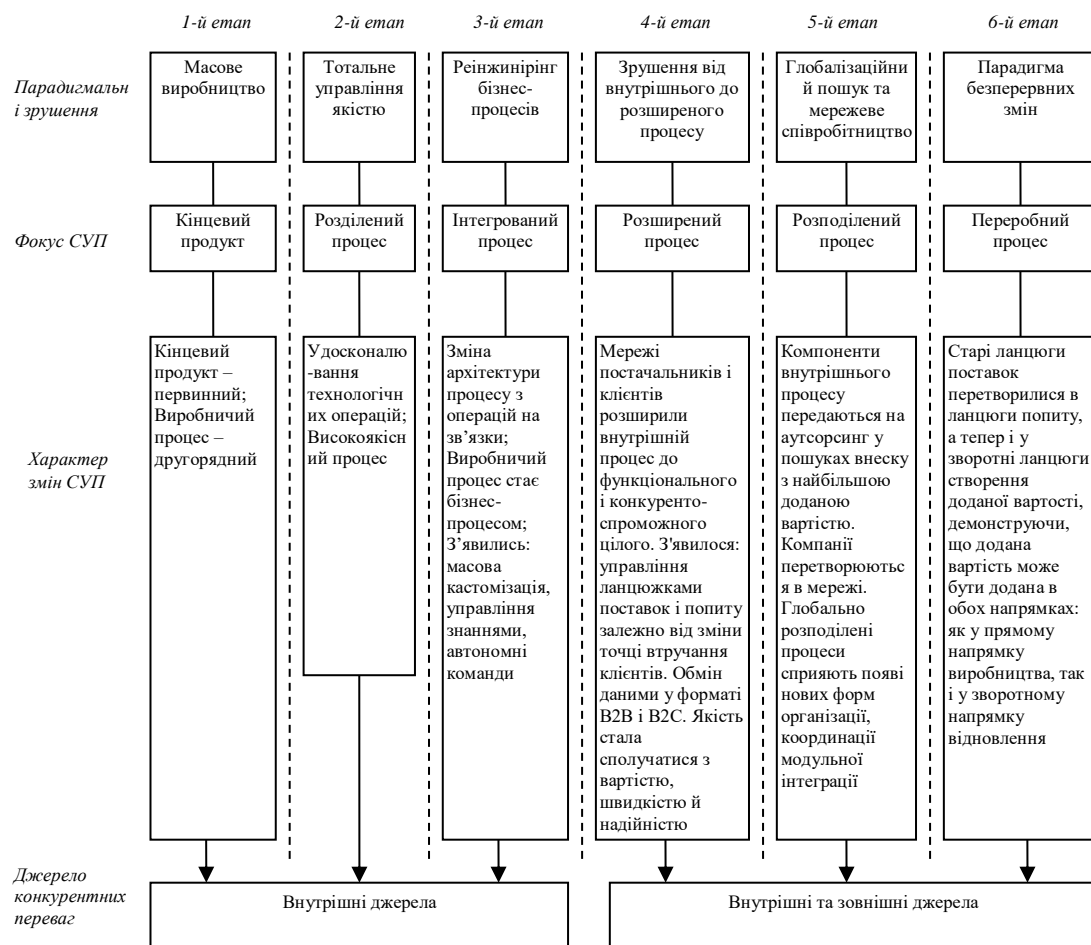 1-й етап
2-й етап
3-й етап
4-й етап
5-й етап
6-й етап
Парадигмальн
і зрушення
Масове
виробництво
Тотальне
управління
якістю
Реінжинірінг
бізнес-
процесів
Зрушення від
внутрішнього до
розширеного
процесу
Глобалізаційни
й пошук та
мережеве
співробітництво
Парадигма
безперервних
змін
Фокус СУП
Кінцевий
продукт
Розділений
процес
Інтегрований
процес
Розширений
процес
Розподілений
процес
Переробний
процес
Характер
змін СУП
Кінцевий
продукт –
первинний;
Виробничий
процес –
другорядний
Удосконалю
-вання
технологіч
них операцій;
Високоякісн
ий процес
Зміна
архітектури
процесу з
операцій на
зв’язки;
Виробничий
процес стає
бізнес-
процесом;
З’явились:
масова
кастомізація,
управління
знаннями,
автономні
команди
Мережі
постачальників і
клієнтів
розширили
внутрішній
процес до
функціонального
і конкуренто-
спроможного
цілого. З'явилося:
управління
ланцюжками
поставок і попиту
залежно від зміни
точці втручання
клієнтів. Обмін
даними у форматі
B2B і B2C. Якість
стала
сполучатися з
вартістю,
швидкістю й
надійністю
Компоненти
внутрішнього
процесу
передаються на
аутсорсинг у
пошуках внеску
з найбільшою
доданою
вартістю.
Компанії
перетворюютьс
я в мережі.
Глобально
розподілені
процеси
сприяють появі
нових форм
організації,
координації
модульної
інтеграції
Старі ланцюги
поставок
перетворилися в
ланцюги попиту,
а тепер і у
зворотні ланцюги
створення
доданої вартості,
демонструючи,
що додана
вартість може
бути додана в
обох напрямках:
як у прямому
напрямку
виробництва, так
і у зворотному
напрямку
відновлення
Джерело
конкурентних
переваг
Внутрішні джерела
Внутрішні та зовнішні джерела